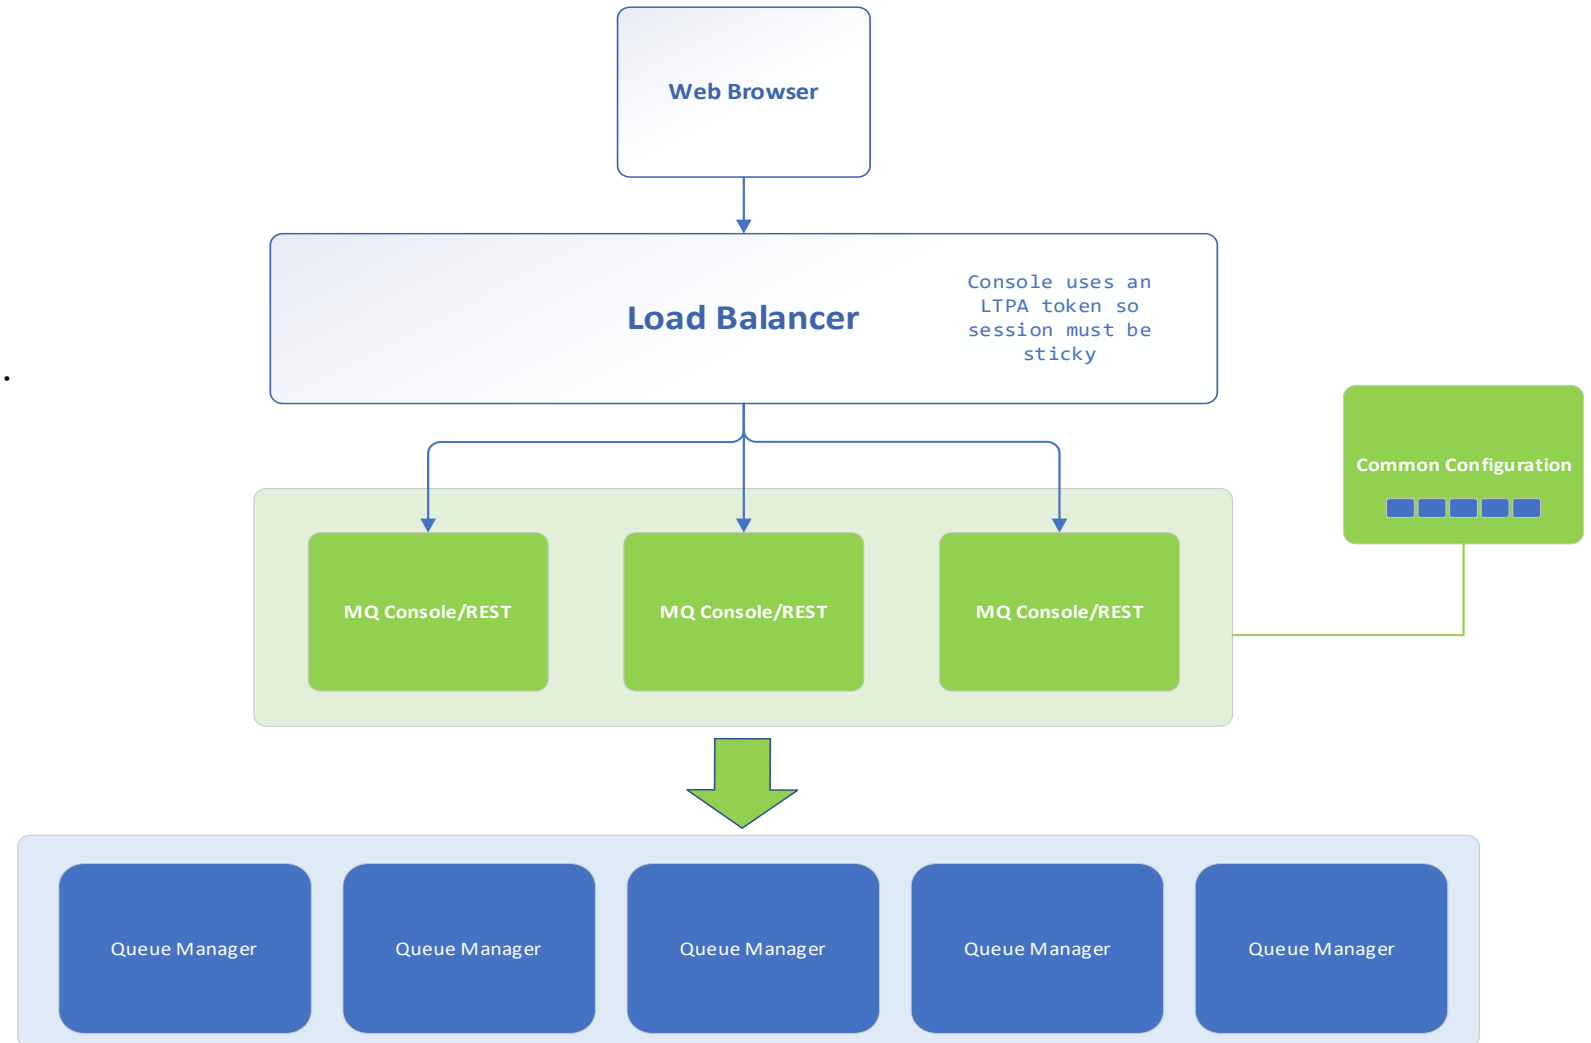 Web Browser
Load Balancer
Console uses an
LTPA token so
session must be
sticky
.
Common Configuration
MQ Console/REST
MQ Console/REST
MQ Console/REST
Queue Manager
Queue Manager
Queue Manager
Queue Manager
Queue Manager